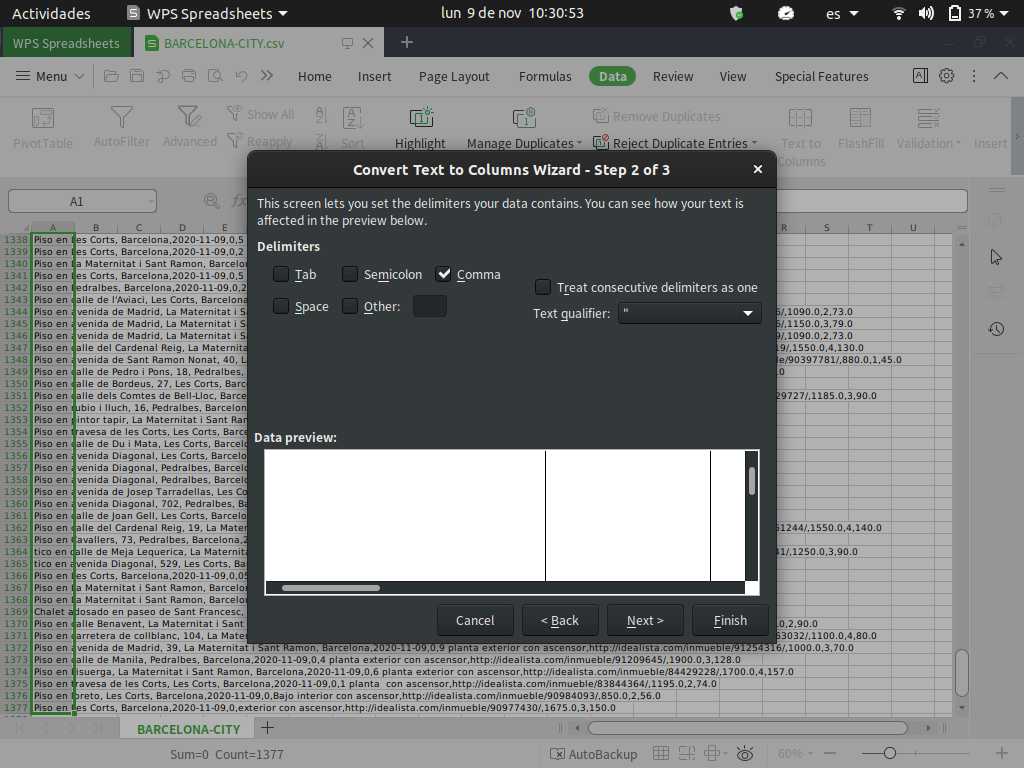 Actividades WPS Spreadsheets lun 9 de nov 10:30:53 es 37 %
WPS Spreadsheets BARCELONA-CITY.csv
Menu Home Insert Page Layout Formulas Data Review View Special Features
PivotTable AutoFilter Advanced Show All Reapply Sort Highlight Manage Duplicates Remove Duplicates Reject Duplicate Entries Text to Columns FlashFill Validation Insert
A1
A B C D E R S T U
Convert Text to Columns Wizard - Step 2 of 3
This screen lets you set the delimiters your data contains. You can see how your text is
affected in the preview below.
Delimiters
Tab Semicolon Comma
Treat consecutive delimiters as one
Space Other:
Text qualifier: "
Data preview:
Cancel < Back Next > Finish
1338 Piso en Les Corts, Barcelona,2020-11-09,0,5
1339 Piso en Les Corts, Barcelona,2020-11-09,0,2
1340 Piso en La Maternitat i Sant Ramon, Barcelon
1341 Piso en Les Corts, Barcelona,2020-11-09,0,5
1342 Piso en Pedralbes, Barcelona,2020-11-09,0,2
1343 Piso en calle de l'Aviaci, Les Corts, Barcelona
1344 Piso en avenida de Madrid, La Maternitat i Sa /,1090.0,2,73.0
1345 Piso en avenida de Madrid, La Maternitat i Sa /,1150.0,3,79.0
1346 Piso en avenida de Madrid, La Maternitat i Sa /,1090.0,2,73.0
1347 Piso en calle del Cardenal Reig, La Maternita 9/,1550.0,4,130.0
1348 Piso en avenida de Sant Ramon Nonat, 40, L le/90397781/,880.0,1,45.0
1349 Piso en calle de Pedro i Pons, 18, Pedralbes, .0
1350 Piso en calle de Bordeus, 27, Les Corts, Barc
1351 Piso en calle dels Comtes de Bell-Lloc, Barcel 29727/,1185.0,3,90.0
1352 Piso en rubio i lluch, 16, Pedralbes, Barcelon
1353 Piso en pintor tapir, La Maternitat i Sant Ram
1354 Piso en travesa de les Corts, Les Corts, Barc
1355 Piso en calle de Du i Mata, Les Corts, Barcelo
1356 Piso en avenida Diagonal, Les Corts, Barcelo
1357 Piso en avenida Diagonal, Pedralbes, Barcel
1358 Piso en avenida Diagonal, Pedralbes, Barcel
1359 Piso en avenida de Josep Tarradellas, Les Co
1360 Piso en avenida Diagonal, 702, Pedralbes, Ba
1361 Piso en calle de Joan Gell, Les Corts, Barcelo
1362 Piso en calle del Cardenal Reig, 19, La Mater 61244/,1550.0,4,140.0
1363 Piso en Cavallers, 73, Pedralbes, Barcelona,2
1364 tico en calle de Meja Lequerica, La Maternita 41/,1250.0,3,90.0
1365 tico en avenida Diagonal, 529, Les Corts, Bar
1366 Piso en Les Corts, Barcelona,2020-11-09,0,05
1367 Piso en La Maternitat i Sant Ramon, Barcelon
1368 Piso en La Maternitat i Sant Ramon, Barcelon
1369 Chalet adosado en paseo de Sant Francesc,
1370 Piso en calle Benavent, La Maternitat i Sant R 0,2,90.0
1371 Piso en carretera de collblanc, 104, La Mater 53032/,1100.0,4,80.0
1372 Piso en avenida de Madrid, 39, La Maternitat i Sant Ramon, Barcelona,2020-11-09,0,9 planta exterior con ascensor,http://idealista.com/inmueble/91254316/,1000.0,3,70.0
1373 Piso en calle de Manila, Pedralbes, Barcelona,2020-11-09,0,4 planta exterior con ascensor,http://idealista.com/inmueble/91209645/,1900.0,3,128.0
1374 Piso en Pisuerga, La Maternitat i Sant Ramon, Barcelona,2020-11-09,0,6 planta exterior con ascensor,http://idealista.com/inmueble/84429228/,1700.0,4,157.0
1375 Piso en travesa de les Corts, Les Corts, Barcelona,2020-11-09,0,1 planta con ascensor,http://idealista.com/inmueble/83844364/,1195.0,2,74.0
1376 Piso en Loreto, Les Corts, Barcelona,2020-11-09,0,Bajo interior con ascensor,http://idealista.com/inmueble/90984093/,850.0,2,56.0
1377 Piso en Les Corts, Barcelona,2020-11-09,0,exterior con ascensor,http://idealista.com/inmueble/90977430/,1675.0,3,150.0
BARCELONA-CITY
Sum=0 Count=1377 AutoBackup 60%